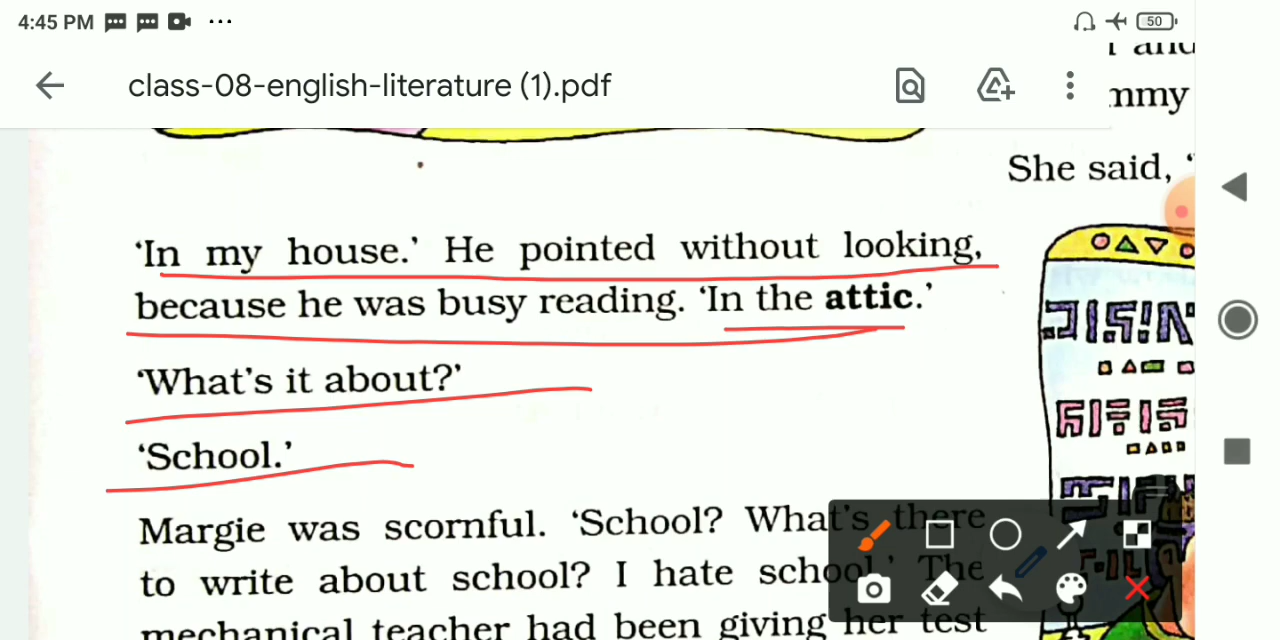 4:45 PM ... 50
class-08-english-literature (1).pdf
mmy
She said, ‘
‘In my house.’ He pointed without looking,
because he was busy reading. ‘In the attic.’
‘What’s it about?’
‘School.’
Margie was scornful. ‘School? What’s there
to write about school? I hate school.’ The
mechanical teacher had been giving her test